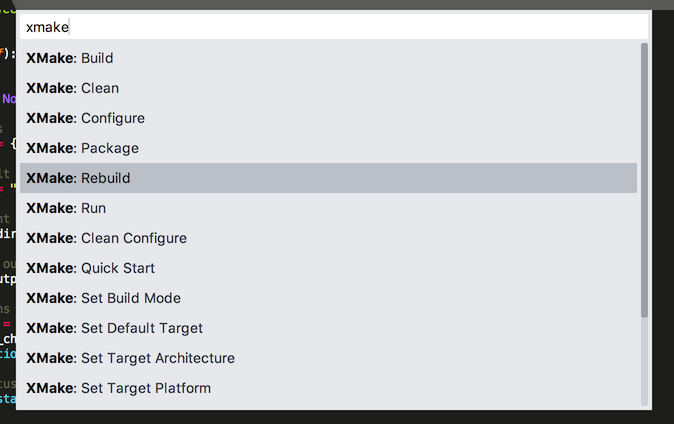 xmake
XMake: Build
XMake: Clean
XMake: Configure
XMake: Package
XMake: Rebuild
XMake: Run
XMake: Clean Configure
XMake: Quick Start
XMake: Set Build Mode
XMake: Set Default Target
XMake: Set Target Architecture
XMake: Set Target Platform